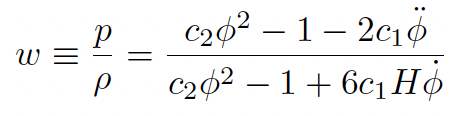 w ≡ p/ρ = (c₂ϕ² − 1 − 2c₁ϕ̈)/(c₂ϕ² − 1 + 6c₁Hϕ̇)